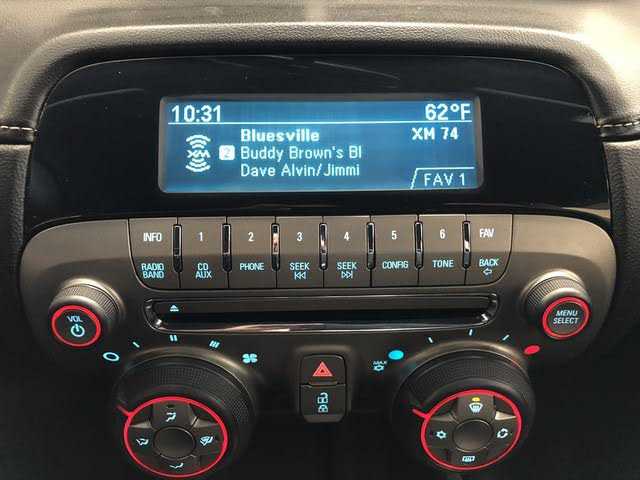 10:31 62°F
Bluesville XM 74
XM 2 Buddy Brown's Bl
Dave Alvin/Jimmi
FAV 1
INFO 1 2 3 4 5 6 FAV
RADIO BAND CD AUX PHONE SEEK SEEK CONFIG TONE BACK
VOL
MENU SELECT
MAX